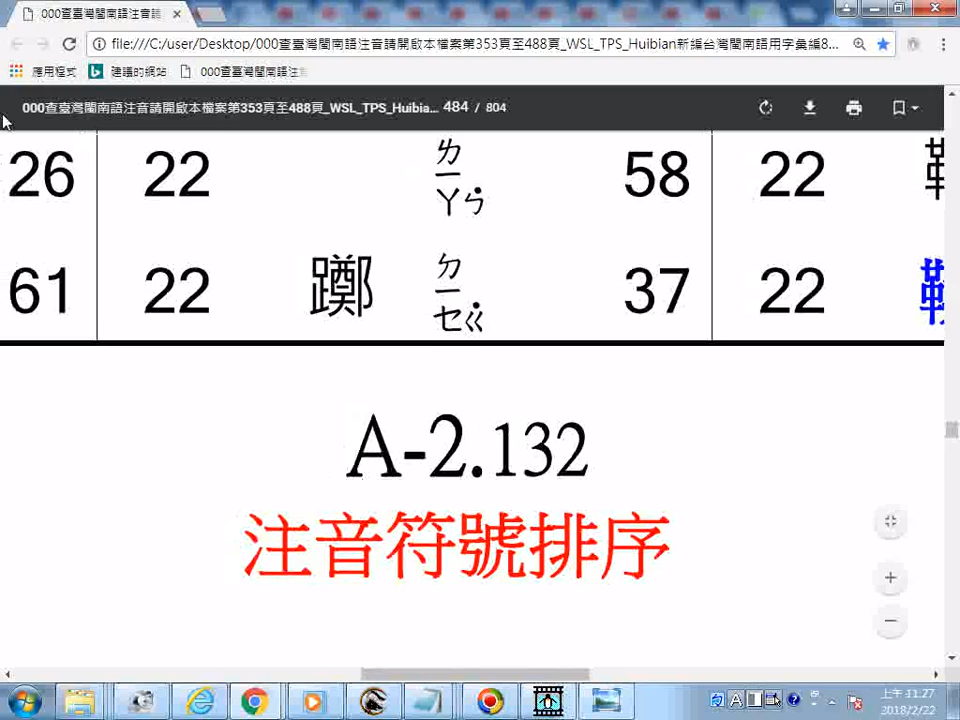 000查臺灣閩南語注音請
file:///C:/user/Desktop/000查臺灣閩南語注音請開啟本檔案第353頁至488頁_WSL_TPS_Huibian新編台灣閩南語用字彙編8...
應用程式 建議的網站 000查臺灣閩南語注
000查臺灣閩南語注音請開啟本檔案第353頁至488頁_WSL_TPS_Huibia... 484 / 804
26 22 ㄌㄧㄚㄣ˙ 58 22
61 22 躑 ㄉㄧㄝㄍ˙ 37 22
A-2.132
注音符號排序
上午 11:27
2018/2/22